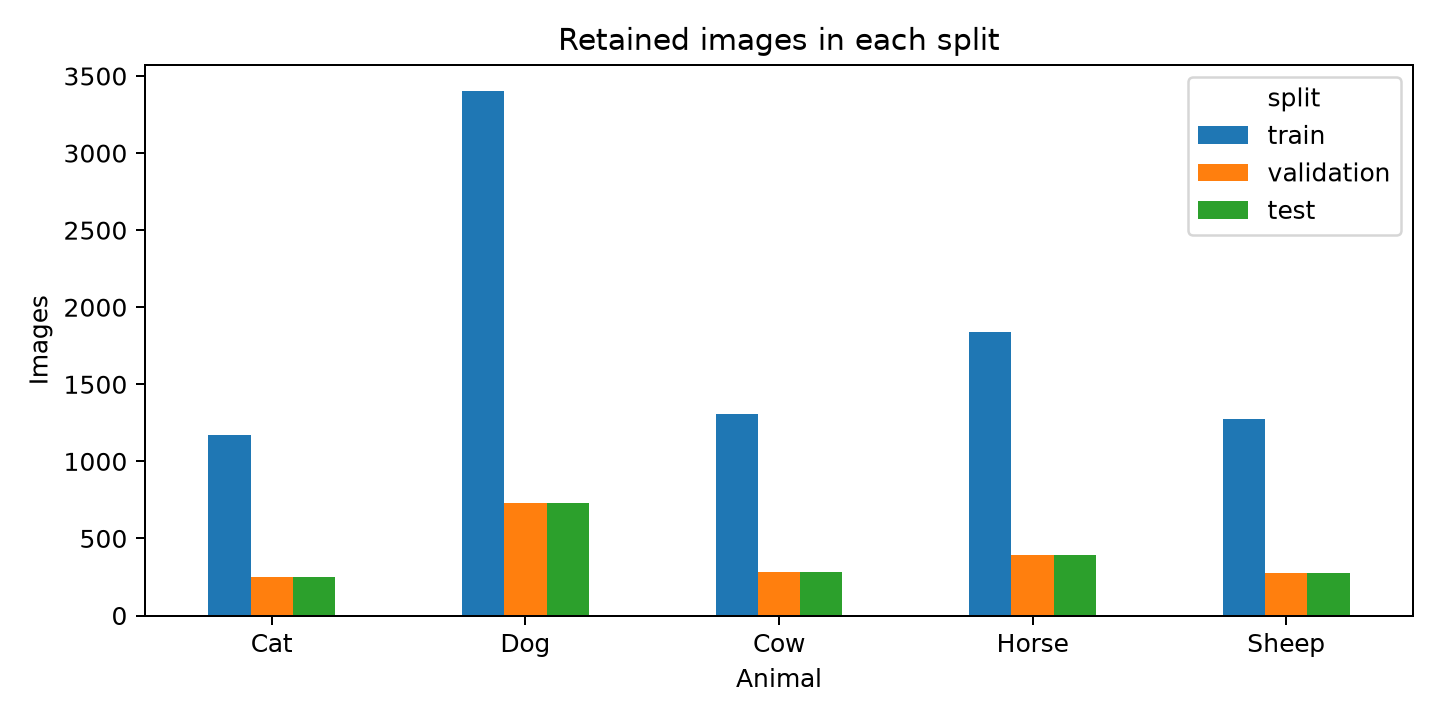 Retained images in each split
3500
3000
2500
2000
1500
1000
500
0
Images
split
train
validation
test
Cat
Dog
Cow
Horse
Sheep
Animal